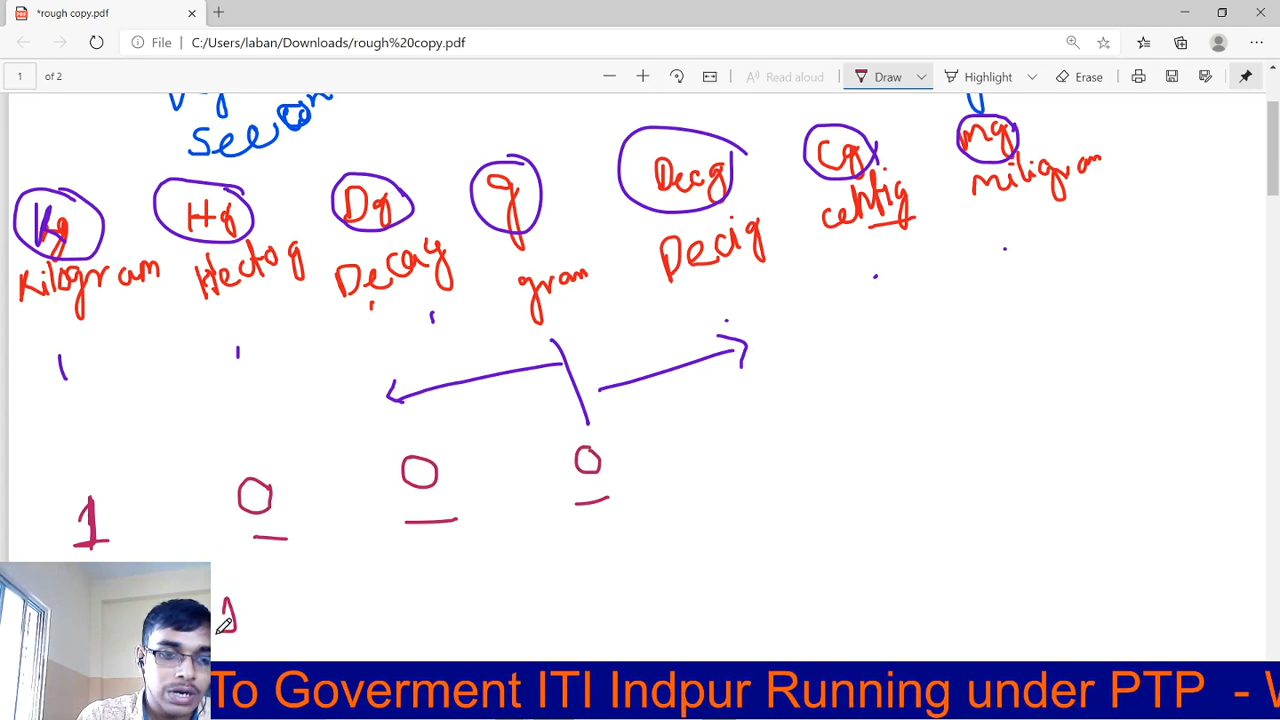 *rough copy.pdf
File C:/Users/laban/Downloads/rough%20copy.pdf
1 of 2 Read aloud Draw Highlight Erase
See
Kg Hg Dg g Decg Cg mg
Kilogram Hectog Decag gram Decig centig miligram
1 0 0 0
1
To Goverment ITI Indpur Running under PTP -